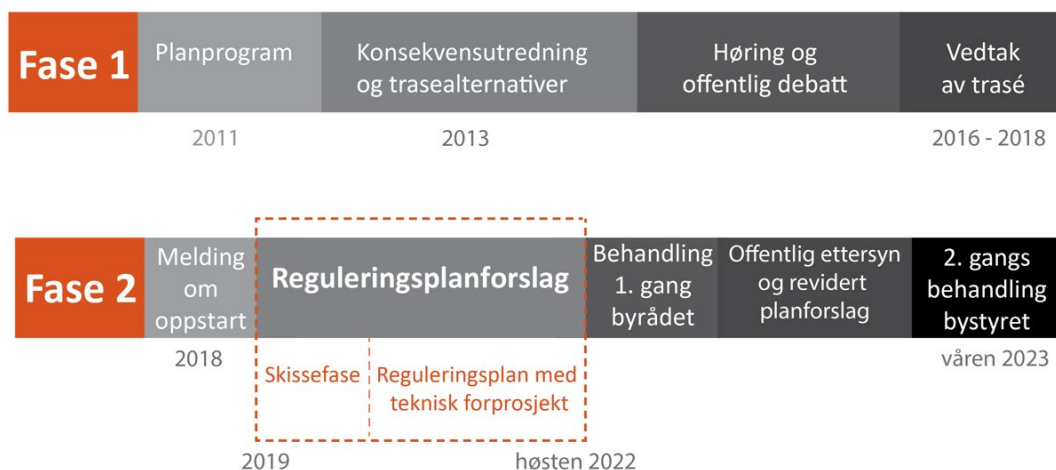 Fase 1
Planprogram
Konsekvensutredning
og trasealternativer
Høring og
offentlig debatt
Vedtak
av trasé
2011
2013
2016 - 2018
Fase 2
Melding
om
oppstart
Reguleringsplanforslag
Behandling
1. gang
byrådet
Offentlig ettersyn
og revidert
planforslag
2. gangs
behandling
bystyret
2018
Skissefase
Reguleringsplan med
teknisk forprosjekt
våren 2023
2019
høsten 2022